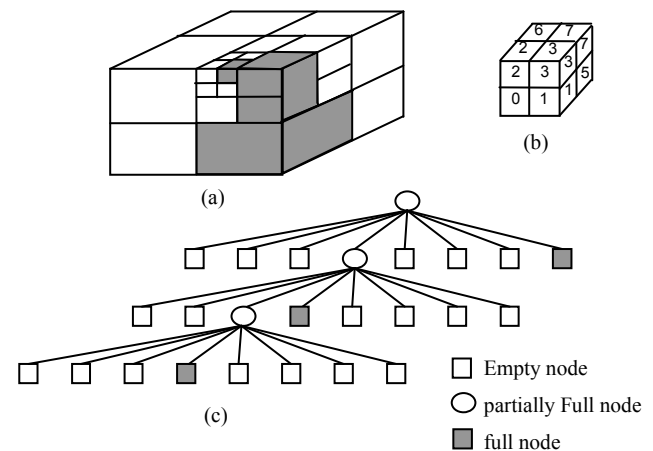 6 7
2 3 7
2 3 3 5
0 1 1
(b)
(a)
Empty node
partially Full node
(c)
full node